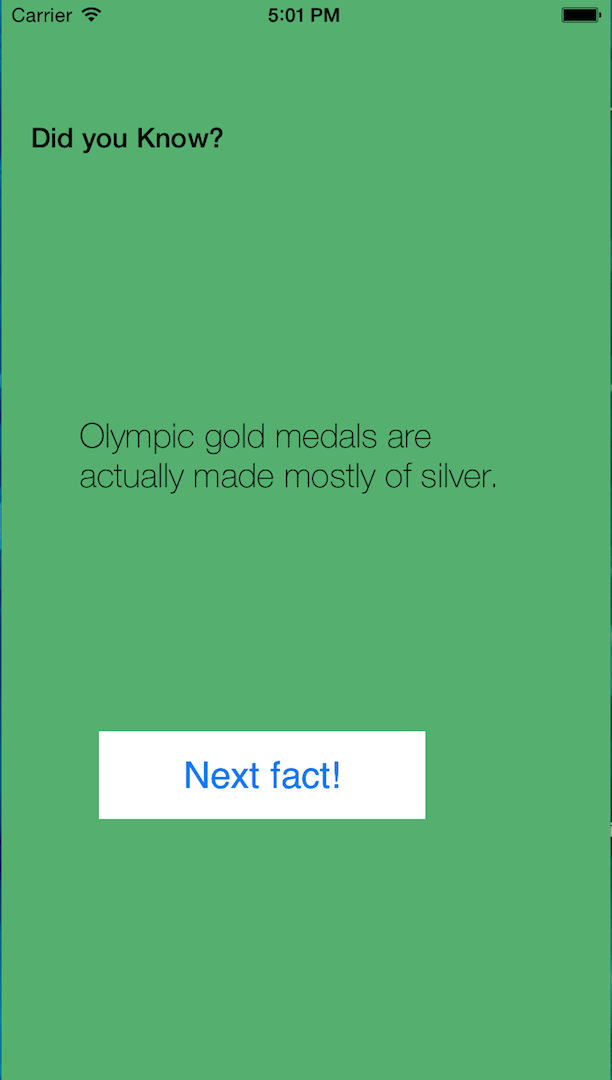 Carrier 5:01 PM
Did you Know?
Olympic gold medals are
actually made mostly of silver.
Next fact!